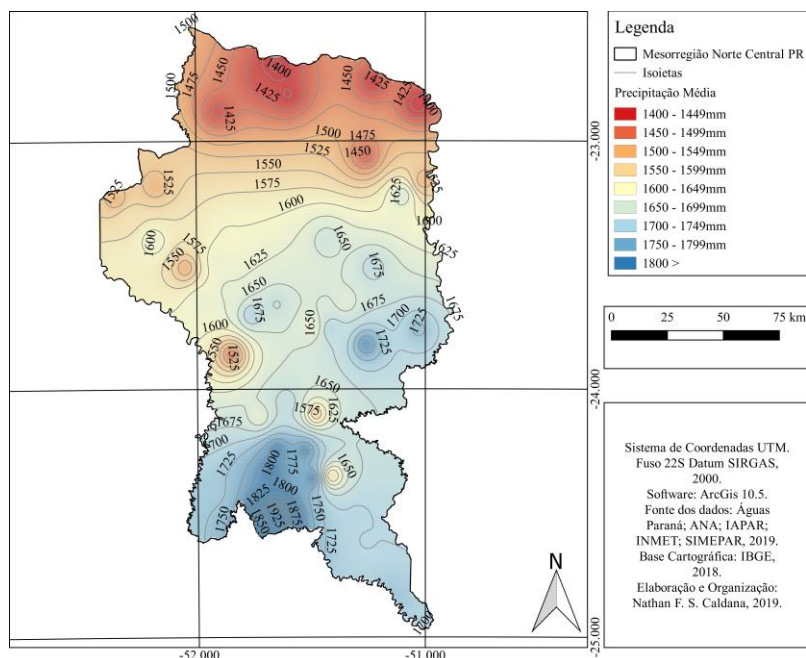 1500
1500
1475
1450
1400
1425
1450
1425
1425
1400
1425
1500
1475
1525
1450
1550
1575
1525
1525
1525
1625
1600
1600
1600
1575
1550
1625
1650
1625
1675
1650
1675
1675
1700
1675
1725
1650
1600
1550
1525
1725
1650
1575
1625
1675
1700
1725
1800
1775
1650
1825
1800
1750
1750
1850
1925
1875
1725
1700
-23.000
-24.000
-25.000
-52.000
-51.000
N
Legenda
Mesorregião Norte Central PR
Isoietas
Precipitação Média
1400 - 1449mm
1450 - 1499mm
1500 - 1549mm
1550 - 1599mm
1600 - 1649mm
1650 - 1699mm
1700 - 1749mm
1750 - 1799mm
1800 >
0 25 50 75 km
Sistema de Coordenadas UTM.
Fuso 22S Datum SIRGAS,
2000.
Software: ArcGis 10.5.
Fonte dos dados: Águas
Paraná; ANA; IAPAR;
INMET; SIMEPAR, 2019.
Base Cartográfica: IBGE,
2018.
Elaboração e Organização:
Nathan F. S. Caldana, 2019.